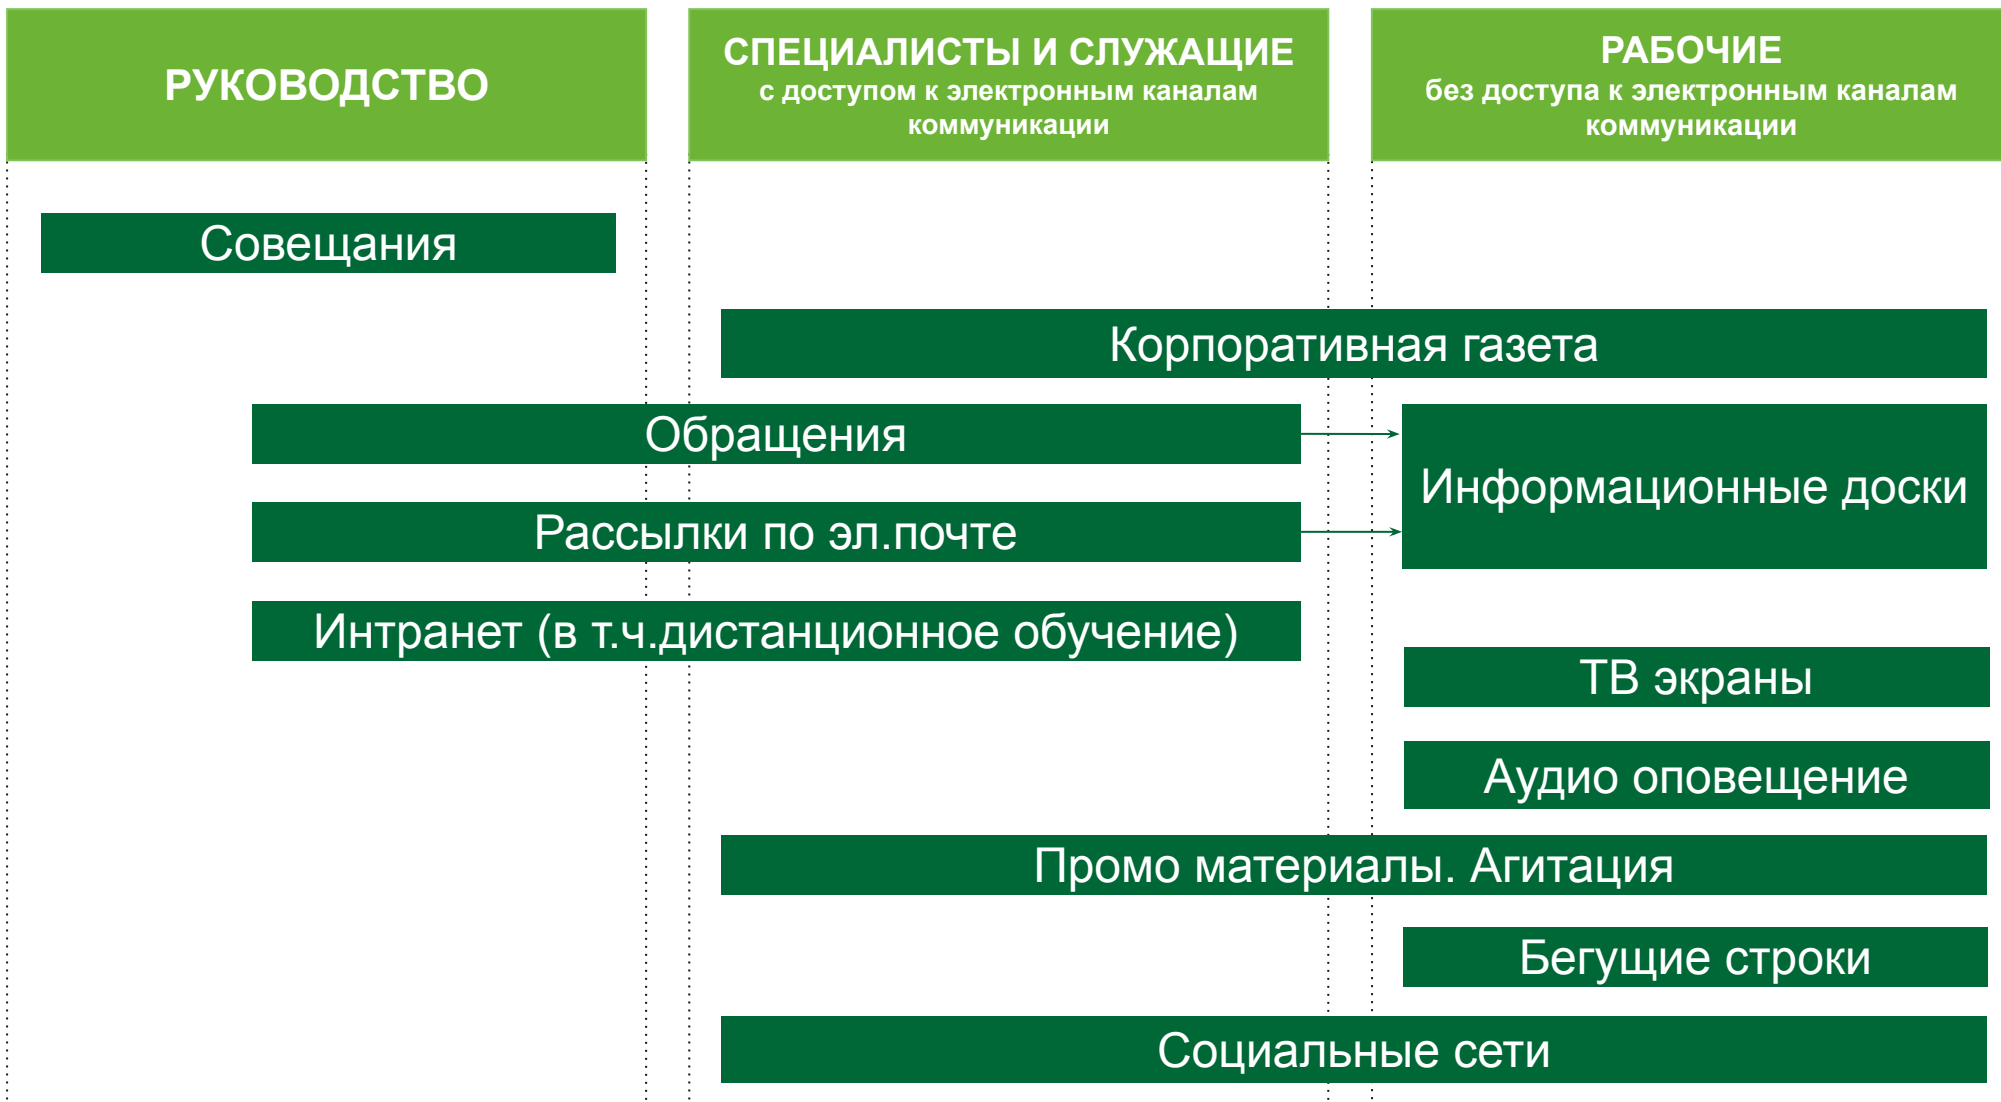 РУКОВОДСТВО
СПЕЦИАЛИСТЫ И СЛУЖАЩИЕ
с доступом к электронным каналам
коммуникации
РАБОЧИЕ
без доступа к электронным каналам
коммуникации
Совещания
Корпоративная газета
Обращения
Информационные доски
Рассылки по эл.почте
Интранет (в т.ч.дистанционное обучение)
ТВ экраны
Аудио оповещение
Промо материалы. Агитация
Бегущие строки
Социальные сети